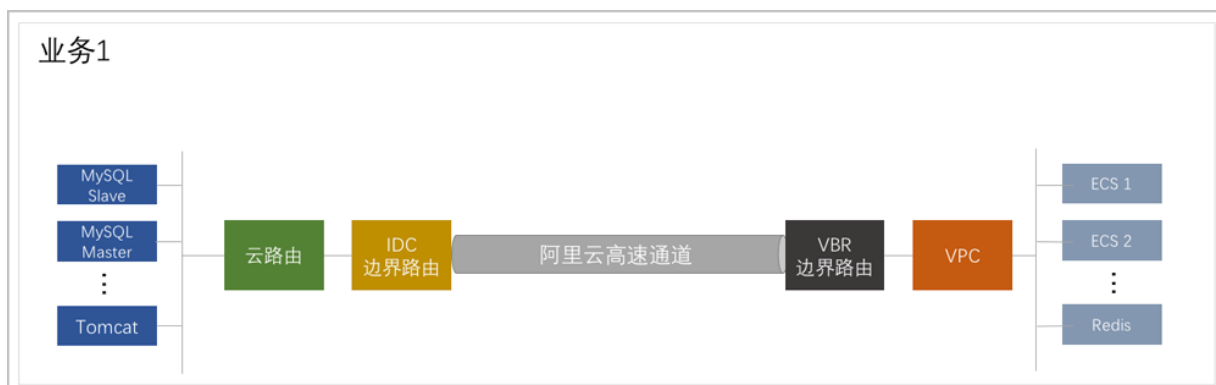 业务1
MySQL
Slave
MySQL
Master
⋮
Tomcat
云路由
IDC
边界路由
阿里云高速通道
VBR
边界路由
VPC
ECS 1
ECS 2
⋮
Redis